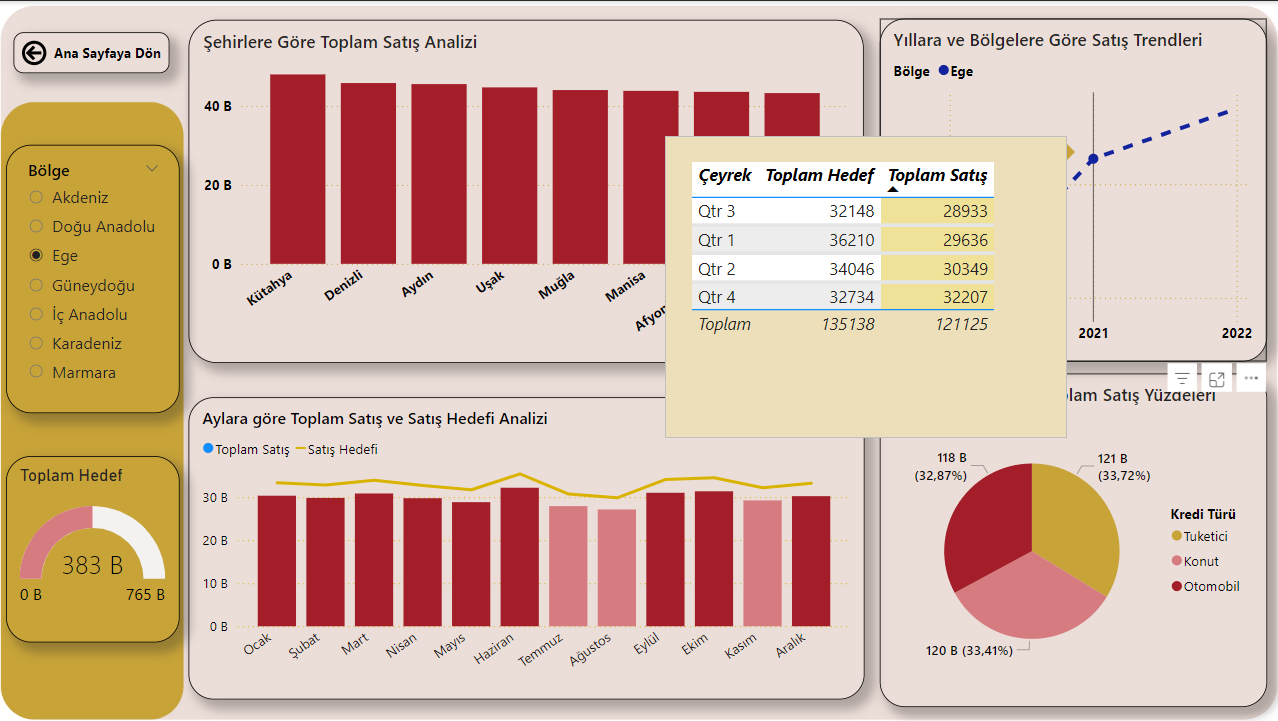 Ana Sayfaya Dön
Bölge
Akdeniz
Doğu Anadolu
Ege
Güneydoğu
İç Anadolu
Karadeniz
Marmara
Toplam Hedef
383 B
0 B
765 B
Şehirlere Göre Toplam Satış Analizi
40 B
20 B
0 B
Kütahya
Denizli
Aydın
Uşak
Muğla
Manisa
Yıllara ve Bölgelere Göre Satış Trendleri
Bölge Ege
2021
2022
Çeyrek Toplam Hedef Toplam Satış
Qtr 3 32148 28933
Qtr 1 36210 29636
Qtr 2 34046 30349
Qtr 4 32734 32207
Toplam 135138 121125
Aylara göre Toplam Satış ve Satış Hedefi Analizi
Toplam Satış Satış Hedefi
30 B
20 B
10 B
0 B
Ocak
Şubat
Mart
Nisan
Mayıs
Haziran
Temmuz
Ağustos
Eylül
Ekim
Kasım
Aralık
Satış Yüzdeleri
118 B
(32,87%)
121 B
(33,72%)
120 B (33,41%)
Kredi Türü
Tuketici
Konut
Otomobil